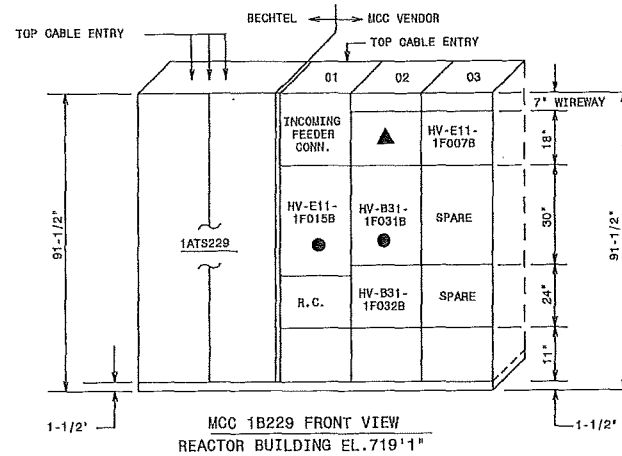 BECHTEL MCC VENDOR
TOP CABLE ENTRY
TOP CABLE ENTRY
01 02 03
7" WIREWAY
INCOMING
FEEDER
CONN.
HV-E11-
1F007B
18"
HV-E11-
1F015B
HV-B31-
1F031B
SPARE
30"
91-1/2"
91-1/2"
1ATS229
R.C.
HV-B31-
1F032B
SPARE
24"
11"
1-1/2'
1-1/2"
MCC 1B229 FRONT VIEW
REACTOR BUILDING EL.719'1"